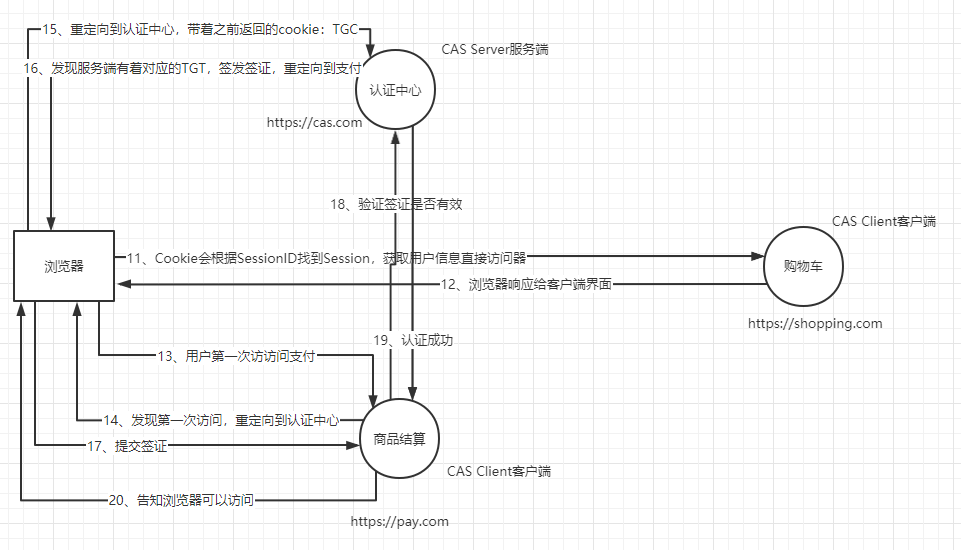 15、重定向到认证中心，带着之前返回的cookie：TGC
CAS Server服务端
16、发现服务端有着对应的TGT，签发签证，重定向到支付
认证中心
https://cas.com
18、验证签证是否有效
CAS Client客户端
浏览器
11、Cookie会根据SessionID找到Session，获取用户信息直接访问器
购物车
12、浏览器响应给客户端界面
https://shopping.com
19、认证成功
13、用户第一次访访问支付
14、发现第一次访问，重定向到认证中心
商品结算
17、提交签证
CAS Client客户端
20、告知浏览器可以访问
https://pay.com